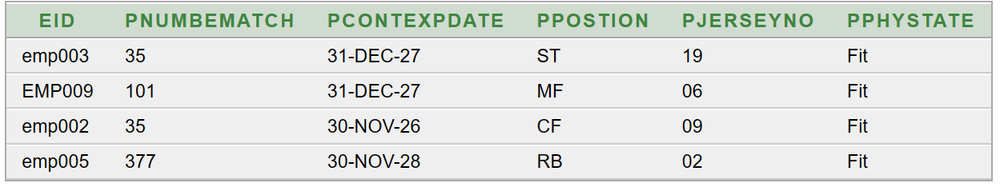 EID PNUMBEMATCH PCONTEXPDATE PPOSTION PJERSEYNO PPHYSTATE
emp003 35 31-DEC-27 ST 19 Fit
EMP009 101 31-DEC-27 MF 06 Fit
emp002 35 30-NOV-26 CF 09 Fit
emp005 377 30-NOV-28 RB 02 Fit